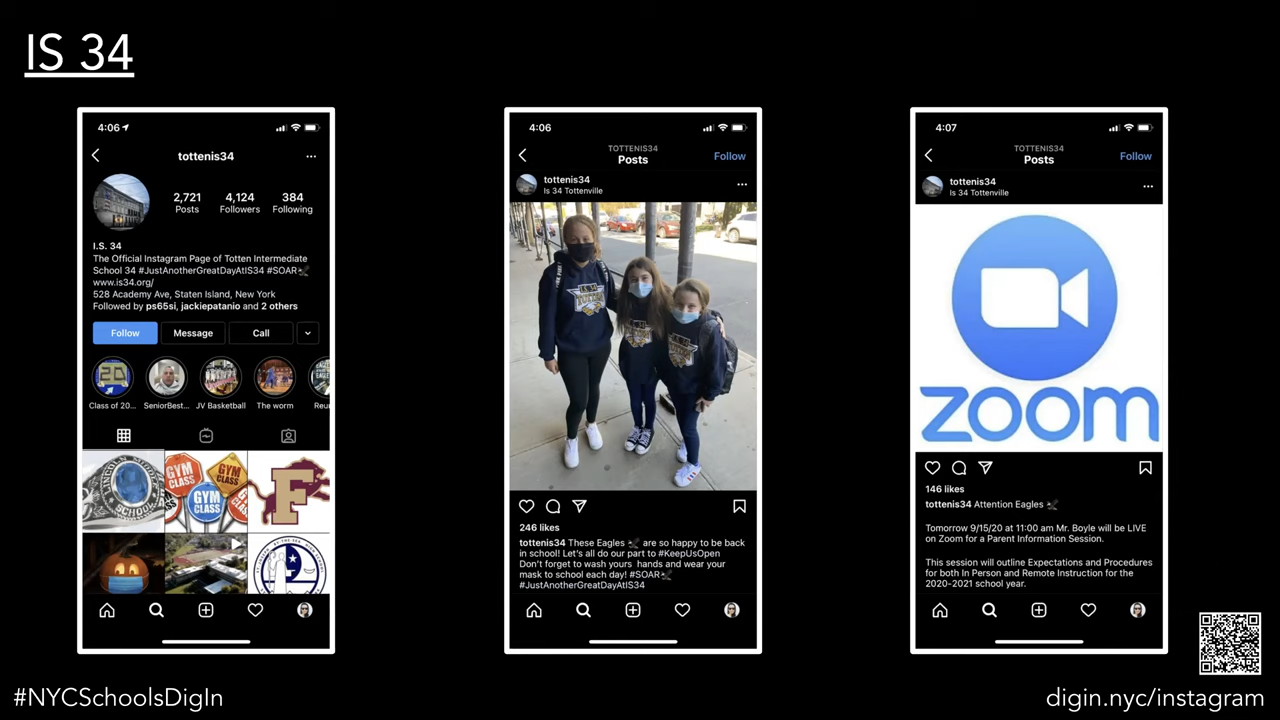 IS 34
4:06
tottenis34
2,721
4,124
384
Posts
Followers
Following
I.S. 34
The Official Instagram Page of Totten Intermediate
School 34 #JustAnotherGreatDayAtIS34 #SOAR
www.is34.org/
528 Academy Ave, Staten Island, New York
Followed by ps65si, jackiepatanio and 2 others
Follow
Message
Call
Class of 20...
SeniorBest...
JV Basketball
The worm
Reu
LINCOLN
SCHOOL
GYM
CLASS
GYM
CLASS
GYM
CLASS
F
4:06
TOTTENIS34
Posts
Follow
tottenis34
Is 34 Tottenville
I.S. 34
TOTTEN
246 likes
tottenis34 These Eagles are so happy to be back
in school! Let's all do our part to #KeepUsOpen
Don't forget to wash yours hands and wear your
mask to school each day! #SOAR
#JustAnotherGreatDayAtIS34
4:07
TOTTENIS34
Posts
Follow
tottenis34
Is 34 Tottenville
zoom
146 likes
tottenis34 Attention Eagles
Tomorrow 9/15/20 at 11:00 am Mr. Boyle will be LIVE
on Zoom for a Parent Information Session.
This session will outline Expectations and Procedures
for both In Person and Remote Instruction for the
2020-2021 school year.
#NYCSchoolsDigIn
digin.nyc/instagram